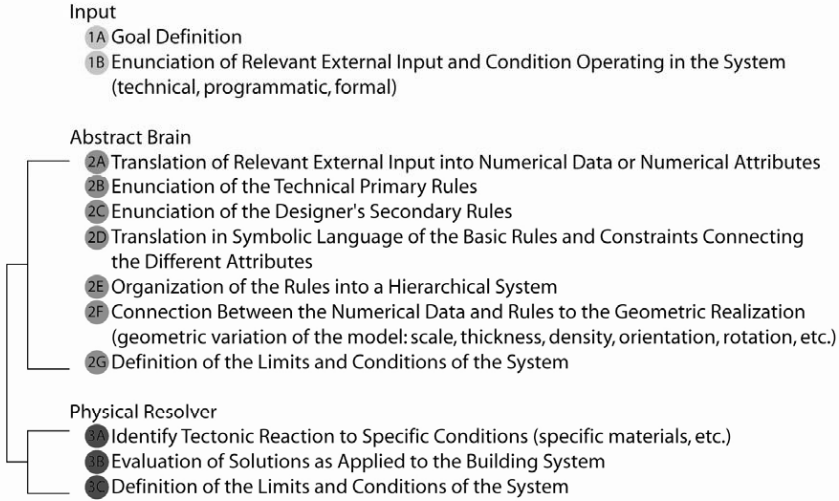 Input
1A Goal Definition
1B Enunciation of Relevant External Input and Condition Operating in the System
(technical, programmatic, formal)
Abstract Brain
2A Translation of Relevant External Input into Numerical Data or Numerical Attributes
2B Enunciation of the Technical Primary Rules
2C Enunciation of the Designer's Secondary Rules
2D Translation in Symbolic Language of the Basic Rules and Constraints Connecting
the Different Attributes
2E Organization of the Rules into a Hierarchical System
2F Connection Between the Numerical Data and Rules to the Geometric Realization
(geometric variation of the model: scale, thickness, density, orientation, rotation, etc.)
2G Definition of the Limits and Conditions of the System
Physical Resolver
3A Identify Tectonic Reaction to Specific Conditions (specific materials, etc.)
3B Evaluation of Solutions as Applied to the Building System
3C Definition of the Limits and Conditions of the System